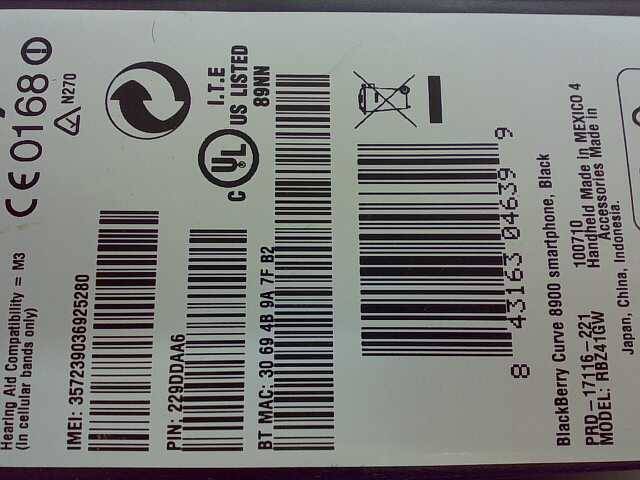 CE 0168
N270
Hearing Aid Compatibility = M3
(In cellular bands only)
I.T.E
C UL US LISTED
89NN
IMEI: 357239036925280
PIN: 229DDAA6
BT MAC: 30 69 4B 9A 7F B2
8 43163 04639 9
BlackBerry Curve 8900 smartphone, Black
PRD-17116-221 100710
MODEL: RBZ41GW Handheld Made in MEXICO 4
Accessories Made in
Japan, China, Indonesia.